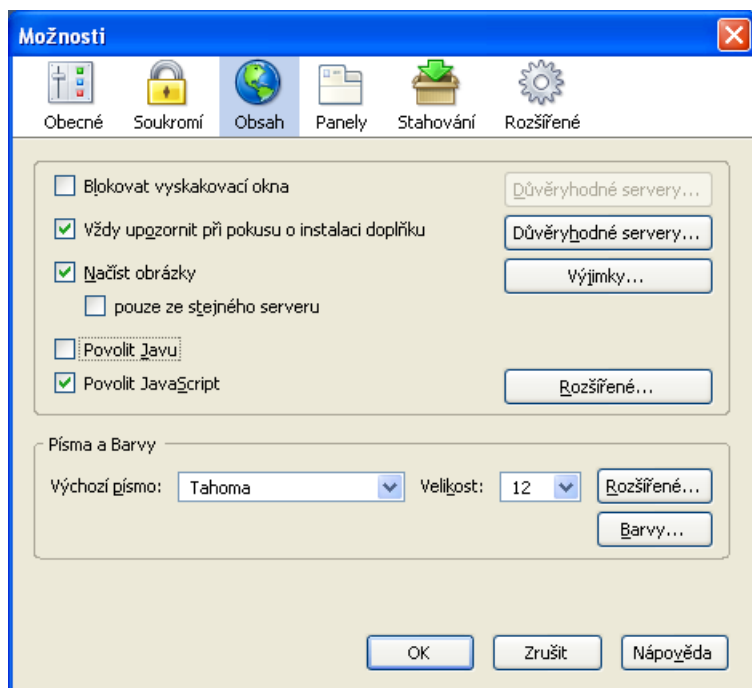 Možnosti
Obecné Soukromí Obsah Panely Stahování Rozšířené
Blokovat vyskakovací okna Důvěryhodné servery...
Vždy upozornit při pokusu o instalaci doplňku Důvěryhodné servery...
Načíst obrázky Výjimky...
pouze ze stejného serveru
Povolit Javu
Povolit JavaScript Rozšířené...
Písma a Barvy
Výchozí písmo: Tahoma Velikost: 12 Rozšířené...
Barvy...
OK Zrušit Nápověda